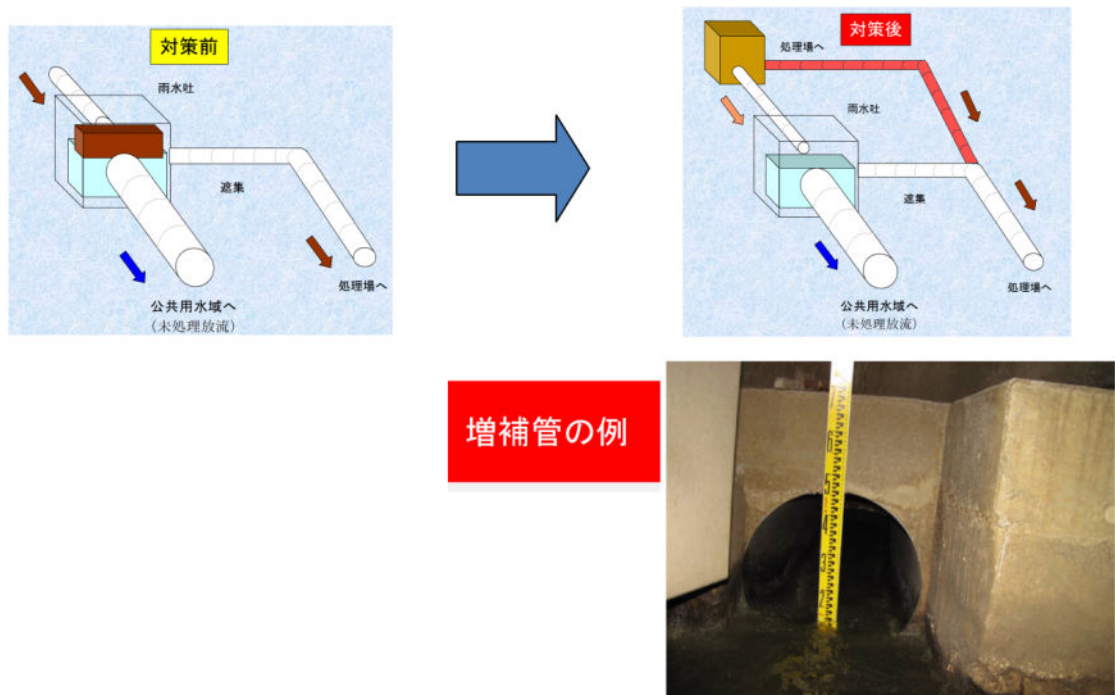 対策前
雨水吐
遮集
処理場へ
公共用水域へ
(未処理放流)
対策後
処理場へ
雨水吐
遮集
処理場へ
公共用水域へ
(未処理放流)
増補管の例